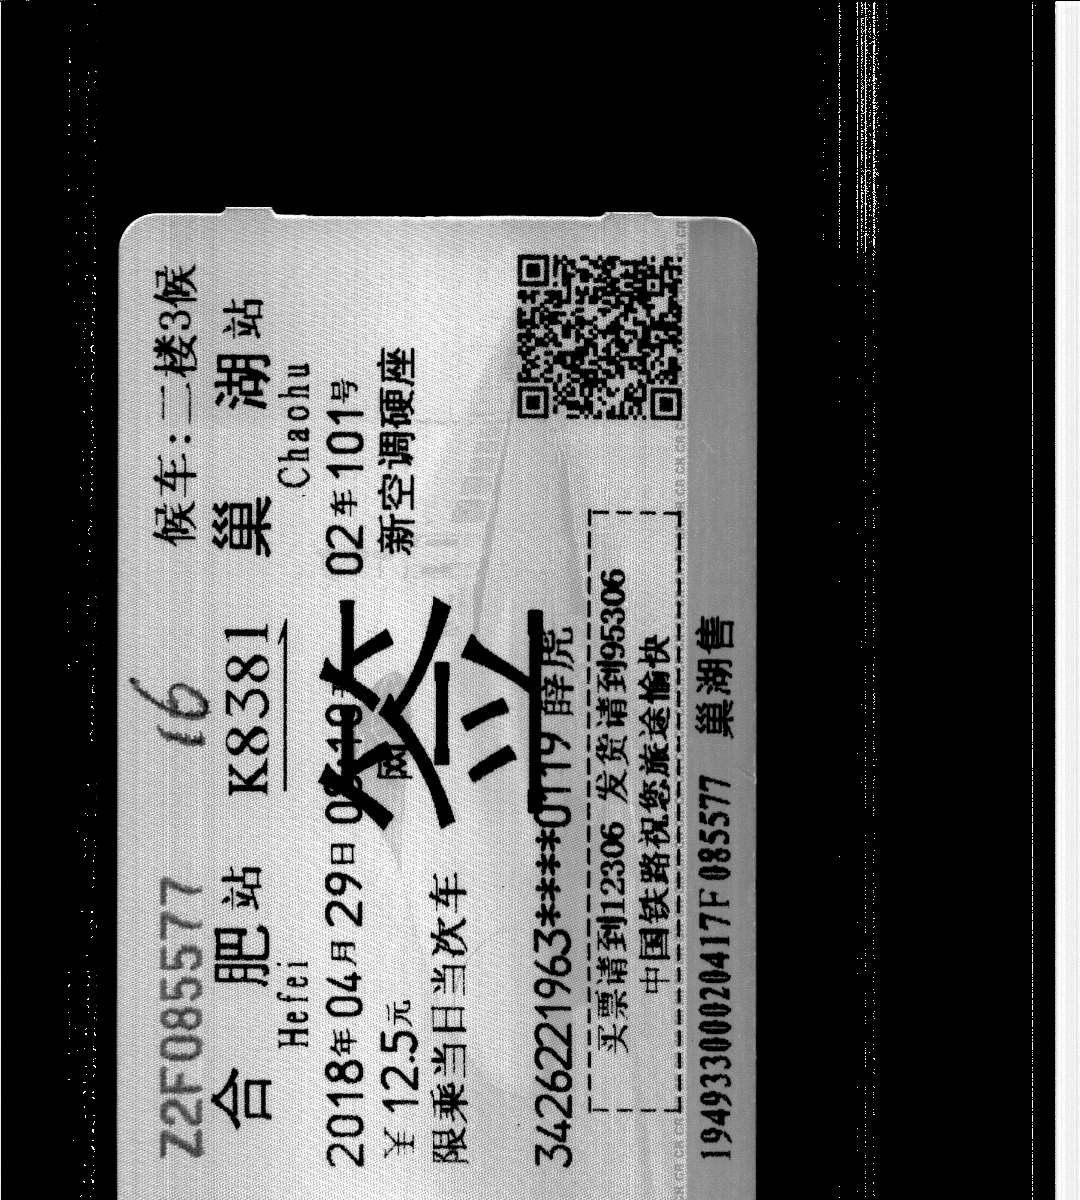 Z2F085577 16 候车:二楼3候
合肥站 K8381 巢湖站
Hefei Chaohu
2018年04月29日 02车101号
¥12.5元 网 新空调硬座
限乘当日当次车
签
3426221963****0119 薛虎
买票请到12306 发货请到95306
中国铁路祝您旅途愉快
19493300020417F085577 巢湖售